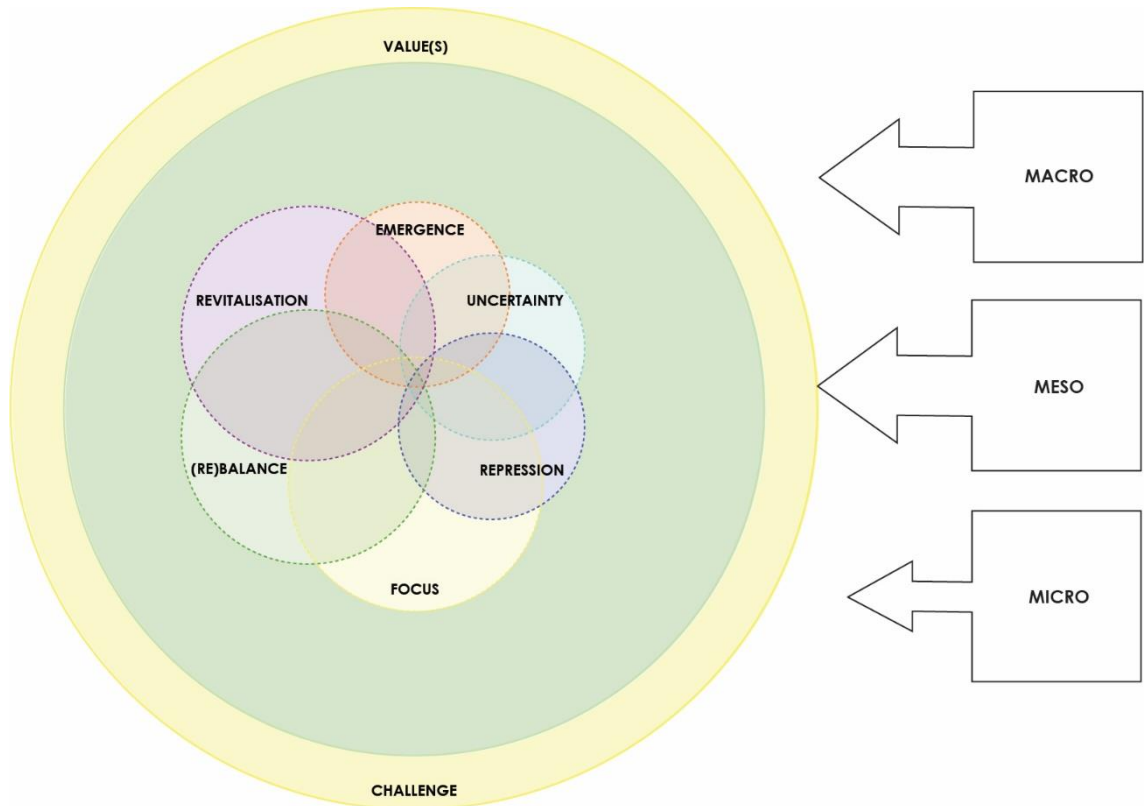 VALUE(S)
MACRO
EMERGENCE
REVITALISATION
UNCERTAINTY
MESO
(RE)BALANCE
REPRESSION
FOCUS
MICRO
CHALLENGE